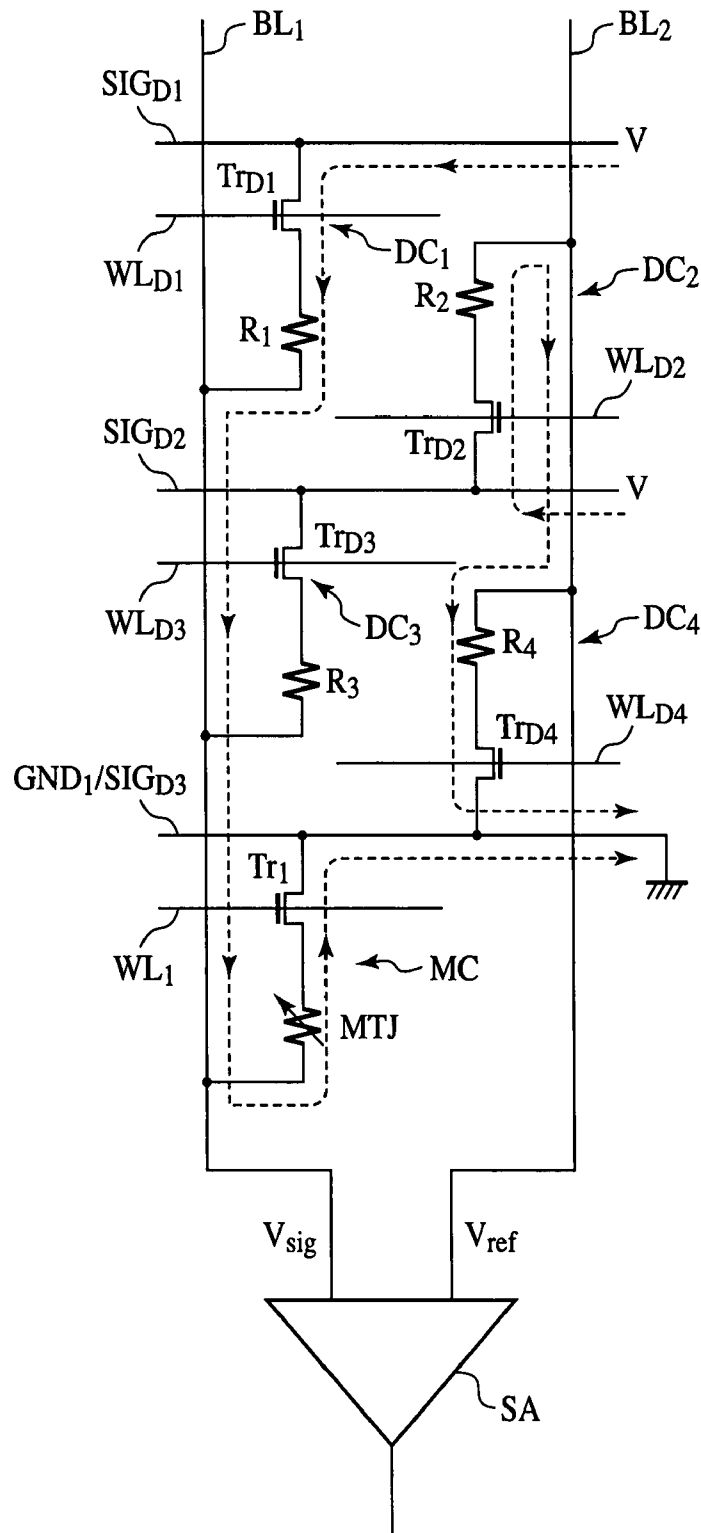 BL1 BL2
SIGD1
V
TrD1
WLD1
DC1
DC2
R2
R1
WLD2
SIGD2
TrD2
V
TrD3
WLD3
DC3
DC4
R4
R3
WLD4
TrD4
GND1/SIGD3
Tr1
WL1
MC
MTJ
Vsig Vref
SA